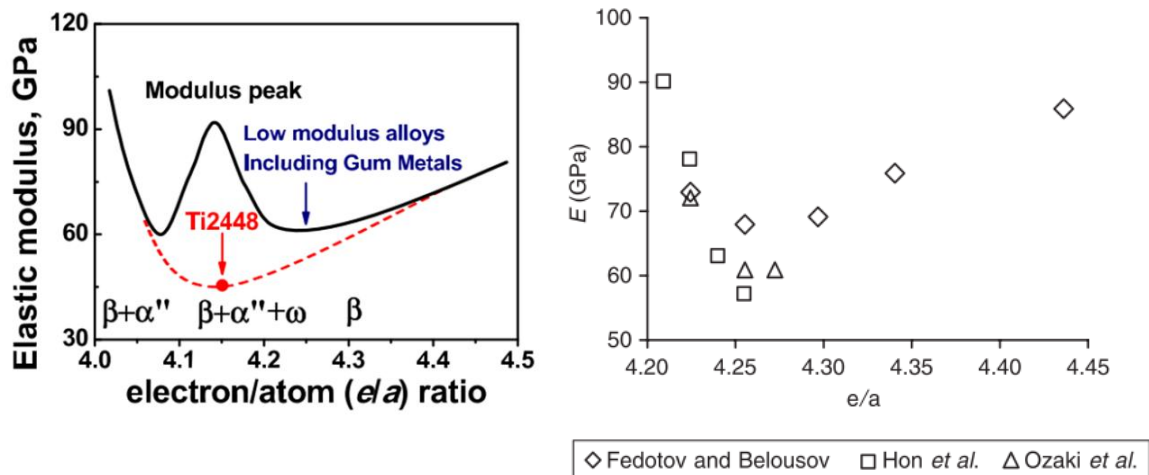 Elastic modulus, GPa
120
90
60
30
Modulus peak
Low modulus alloys
Including Gum Metals
Ti2448
β+α" β+α"+ω β
4.0 4.1 4.2 4.3 4.4 4.5
electron/atom (e/a) ratio
E (GPa)
100
90
80
70
60
50
4.20 4.25 4.30 4.35 4.40 4.45
e/a
Fedotov and Belousov Hon et al. Ozaki et al.